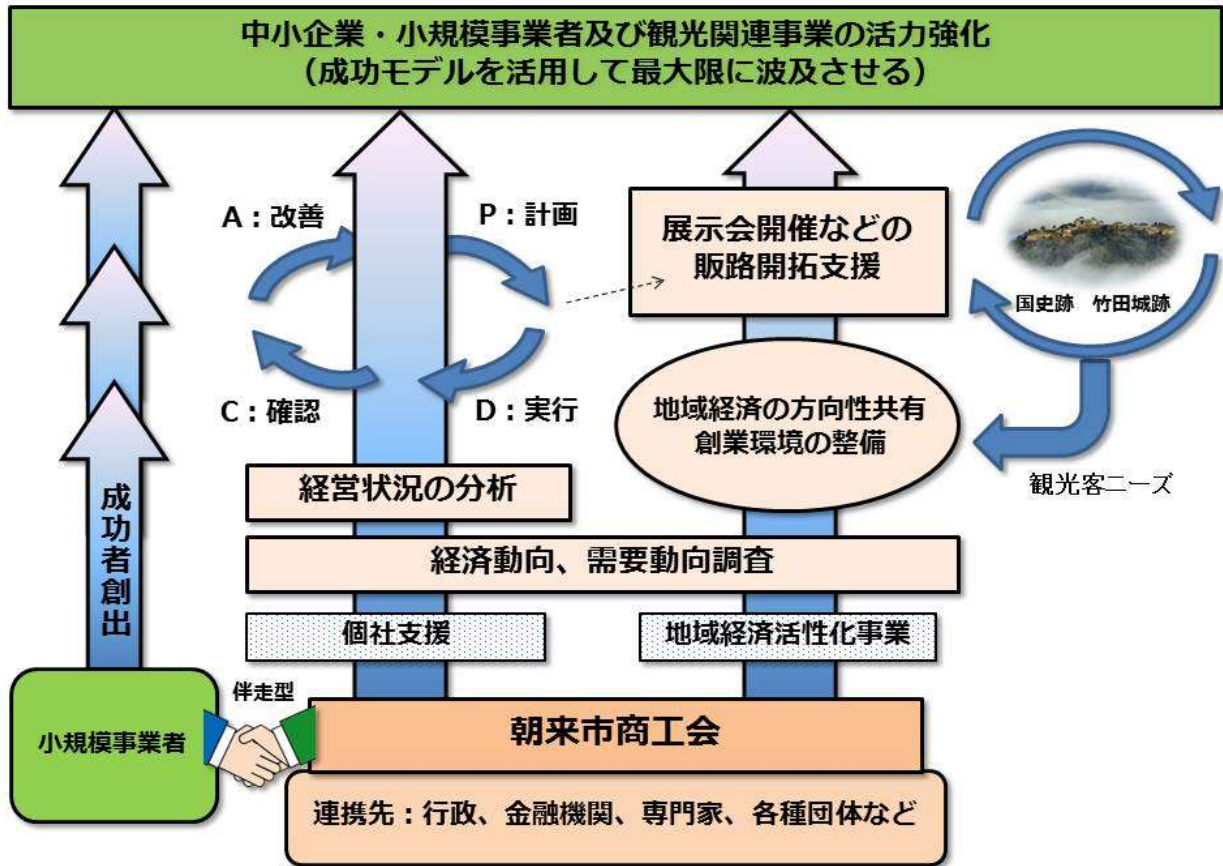 中小企業・小規模事業者及び観光関連事業の活力強化
（成功モデルを活用して最大限に波及させる）
A：改善
P：計画
C：確認
D：実行
展示会開催などの
販路開拓支援
国史跡　竹田城跡
地域経済の方向性共有
創業環境の整備
観光客ニーズ
経営状況の分析
経済動向、需要動向調査
個社支援
地域経済活性化事業
成功者創出
小規模事業者
伴走型
朝来市商工会
連携先：行政、金融機関、専門家、各種団体など